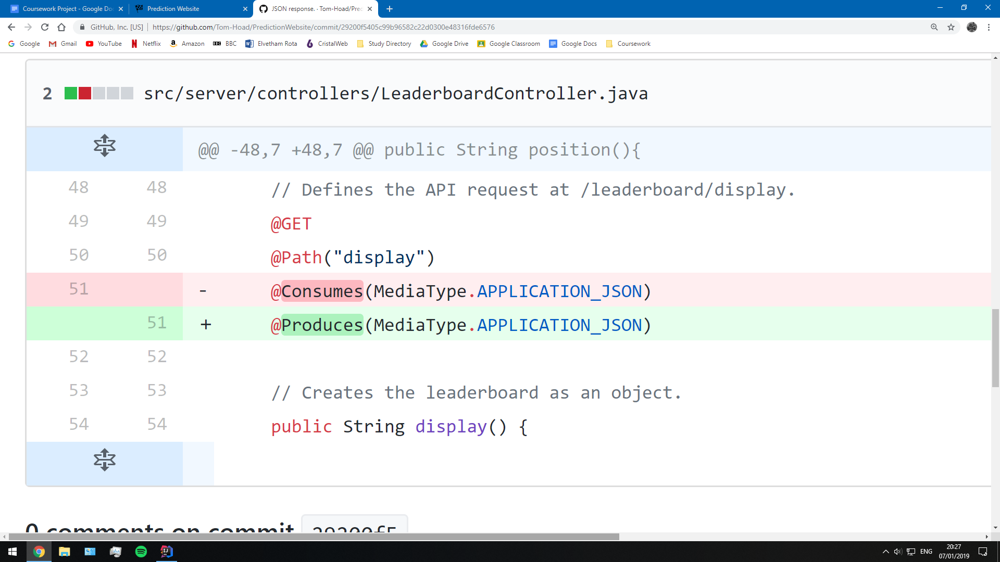 Coursework Project - Google Do
Prediction Website
JSON response. · Tom-Hoad/Prec
GitHub, Inc. [US]
https://github.com/Tom-Hoad/PredictionWebsite/commit/29200f5405c99b96582c22d0300e48316fde6576
Google
Gmail
YouTube
Netflix
Amazon
BBC
Elvetham Rota
CristalWeb
Study Directory
Google Drive
Google Classroom
Google Docs
Coursework
2 src/server/controllers/LeaderboardController.java
@@ -48,7 +48,7 @@ public String position(){
48 48 // Defines the API request at /leaderboard/display.
49 49 @GET
50 50 @Path("display")
51 - @Consumes(MediaType.APPLICATION_JSON)
51 + @Produces(MediaType.APPLICATION_JSON)
52 52
53 53 // Creates the leaderboard as an object.
54 54 public String display() {
0 comments on commit 29200f5
ENG
20:27
07/01/2019